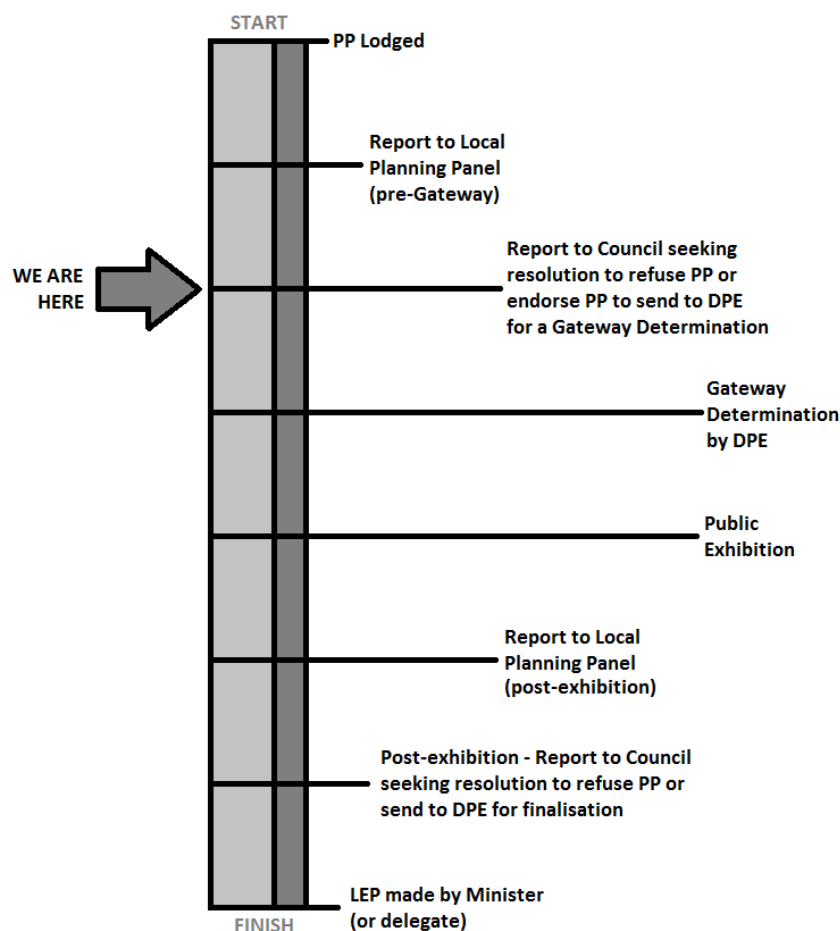 START
PP Lodged
Report to Local
Planning Panel
(pre-Gateway)
WE ARE
HERE
Report to Council seeking
resolution to refuse PP or
endorse PP to send to DPE
for a Gateway Determination
Gateway
Determination
by DPE
Public
Exhibition
Report to Local
Planning Panel
(post-exhibition)
Post-exhibition - Report to Council
seeking resolution to refuse PP or
send to DPE for finalisation
LEP made by Minister
(or delegate)
FINISH